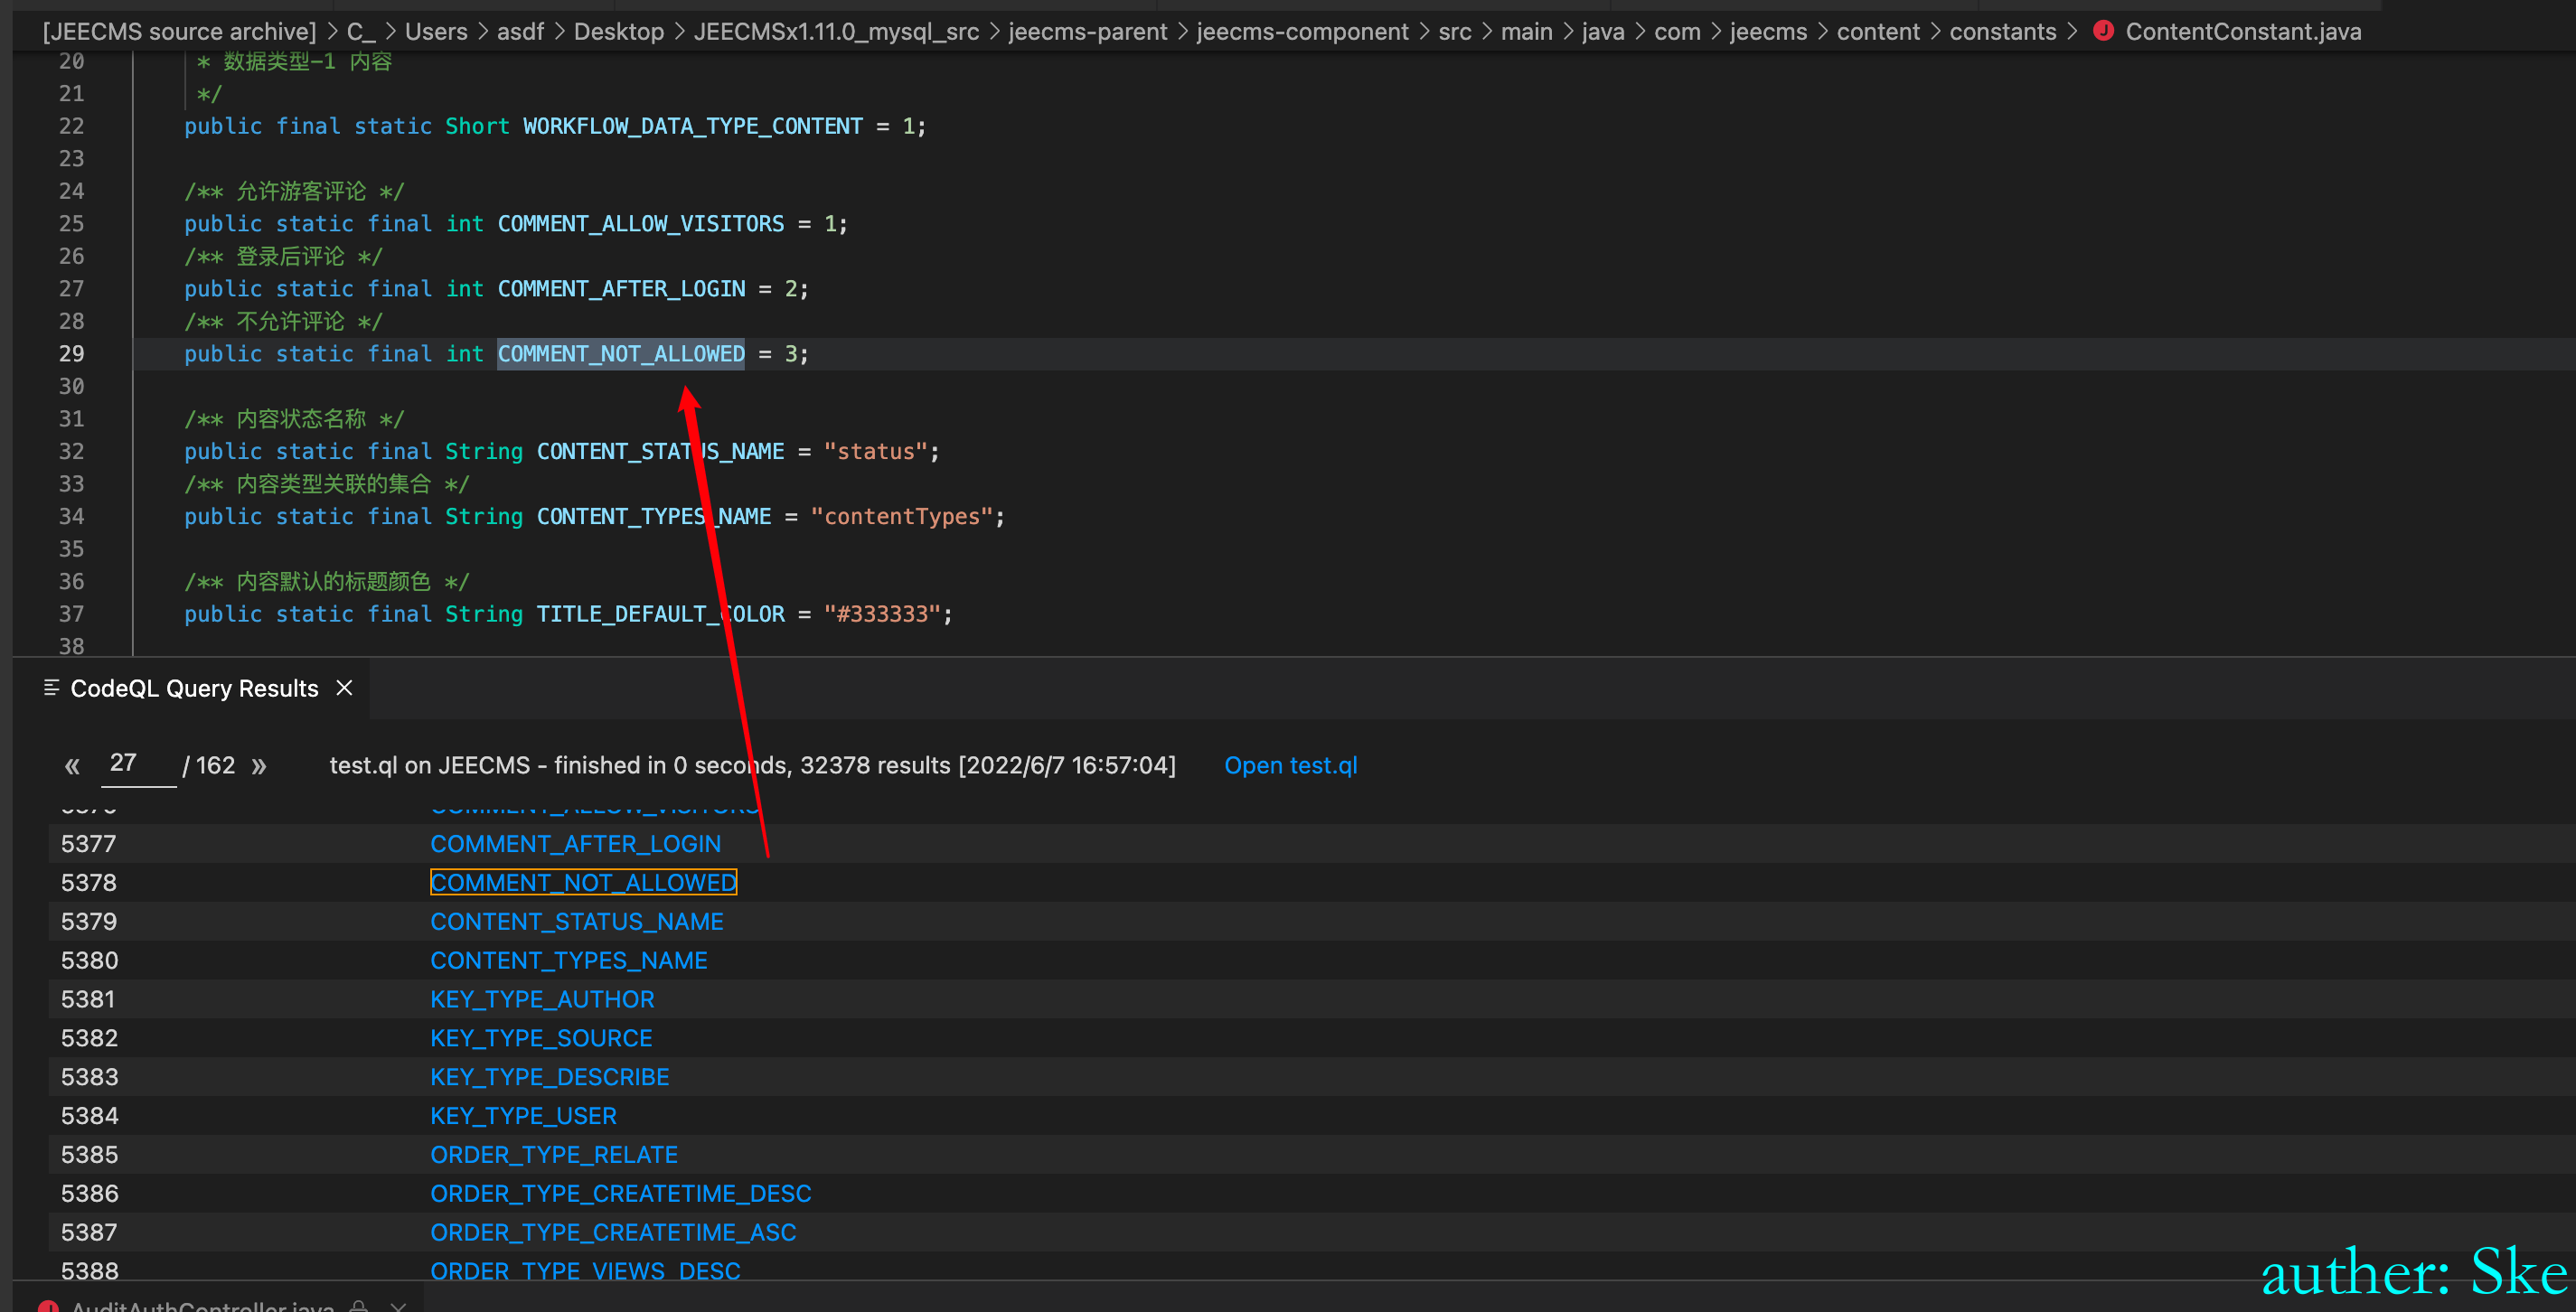 [JEECMS source archive] > C_ > Users > asdf > Desktop > JEECMSx1.11.0_mysql_src > jeecms-parent > jeecms-component > src > main > java > com > jeecms > content > constants > J ContentConstant.java
20 * 数据类型-1 内容
21 */
22 public final static Short WORKFLOW_DATA_TYPE_CONTENT = 1;
23
24 /** 允许游客评论 */
25 public static final int COMMENT_ALLOW_VISITORS = 1;
26 /** 登录后评论 */
27 public static final int COMMENT_AFTER_LOGIN = 2;
28 /** 不允许评论 */
29 public static final int COMMENT_NOT_ALLOWED = 3;
30
31 /** 内容状态名称 */
32 public static final String CONTENT_STATUS_NAME = "status";
33 /** 内容类型关联的集合 */
34 public static final String CONTENT_TYPES_NAME = "contentTypes";
35
36 /** 内容默认的标题颜色 */
37 public static final String TITLE_DEFAULT_COLOR = "#333333";
38
CodeQL Query Results ×
« 27 / 162 » test.ql on JEECMS - finished in 0 seconds, 32378 results [2022/6/7 16:57:04] Open test.ql
5376 COMMENT_ALLOW_VISITORS
5377 COMMENT_AFTER_LOGIN
5378 COMMENT_NOT_ALLOWED
5379 CONTENT_STATUS_NAME
5380 CONTENT_TYPES_NAME
5381 KEY_TYPE_AUTHOR
5382 KEY_TYPE_SOURCE
5383 KEY_TYPE_DESCRIBE
5384 KEY_TYPE_USER
5385 ORDER_TYPE_RELATE
5386 ORDER_TYPE_CREATETIME_DESC
5387 ORDER_TYPE_CREATETIME_ASC
5388 ORDER_TYPE_VIEWS_DESC
auther: Ske
J AuditAuthController.java ×